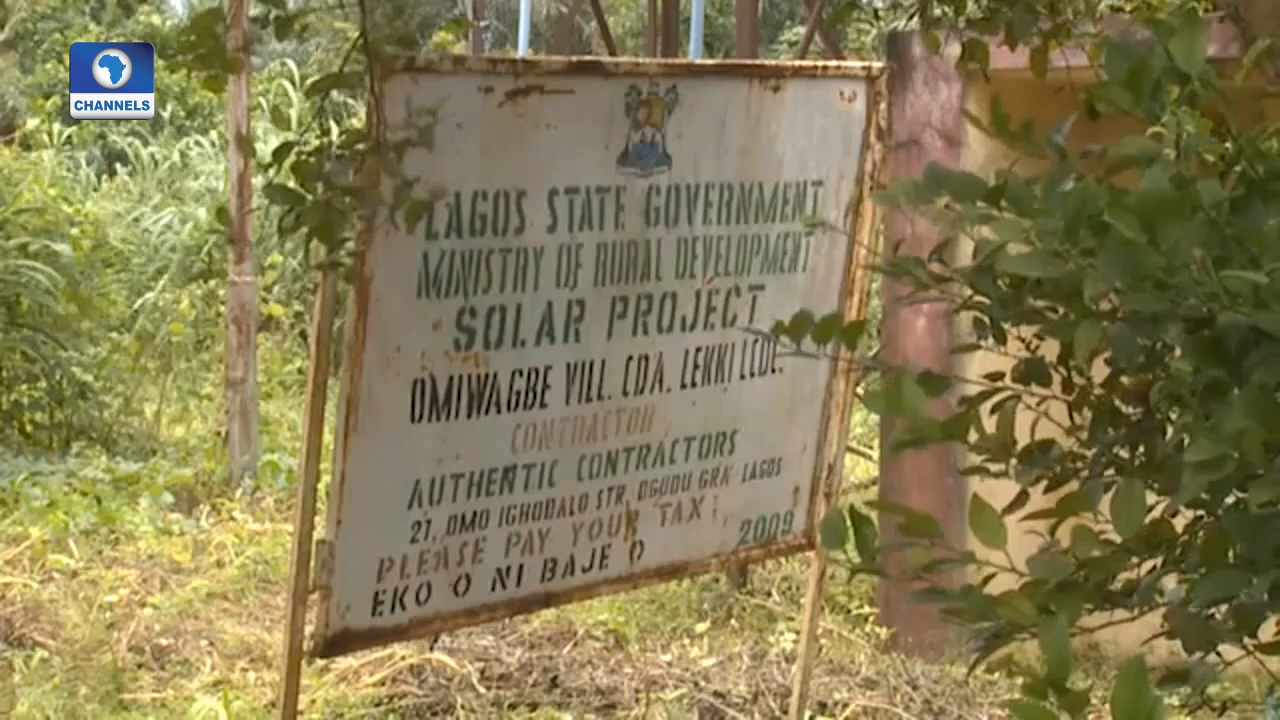 CHANNELS
LAGOS STATE GOVERNMENT
MINISTRY OF RURAL DEVELOPMENT
SOLAR PROJECT
OMIWAGBE VILL. CDA. LEKKI LCDC.
CONTRACTOR
AUTHENTIC CONTRACTORS
27, OMO IGHODALO STR, OGUDU GRA LAGOS
PLEASE PAY YOUR TAX!
2009
EKO O NI BAJE O